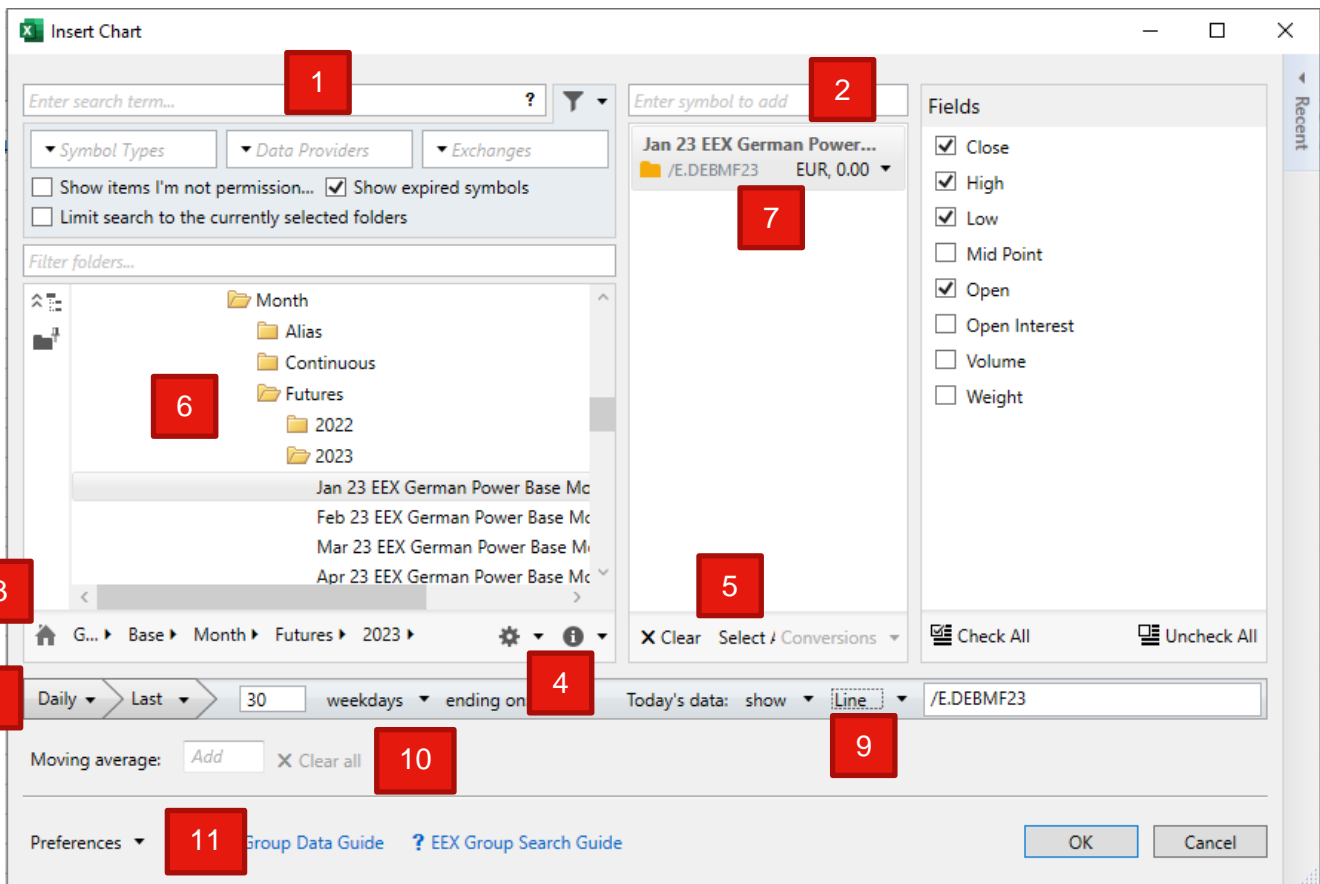 Insert Chart
1
Enter search term... ?
Symbol Types Data Providers Exchanges
Show items I'm not permission... Show expired symbols
Limit search to the currently selected folders
Filter folders...
Month
Alias
Continuous
6
Futures
2022
2023
Jan 23 EEX German Power Base Mo
Feb 23 EEX German Power Base Mo
Mar 23 EEX German Power Base M
Apr 23 EEX German Power Base Mo
3
G... Base Month Futures 2023
2
Enter symbol to add
Jan 23 EEX German Power...
/E.DEBMF23 EUR, 0.00
7
5
Clear Select Conversions
Fields
Close
High
Low
Mid Point
Open
Open Interest
Volume
Weight
Check All Uncheck All
Recent
4
Daily Last 30 weekdays ending on Today's data: show Line /E.DEBMF23
9
Moving average: Add Clear all
10
Preferences 11 Group Data Guide ? EEX Group Search Guide
OK Cancel